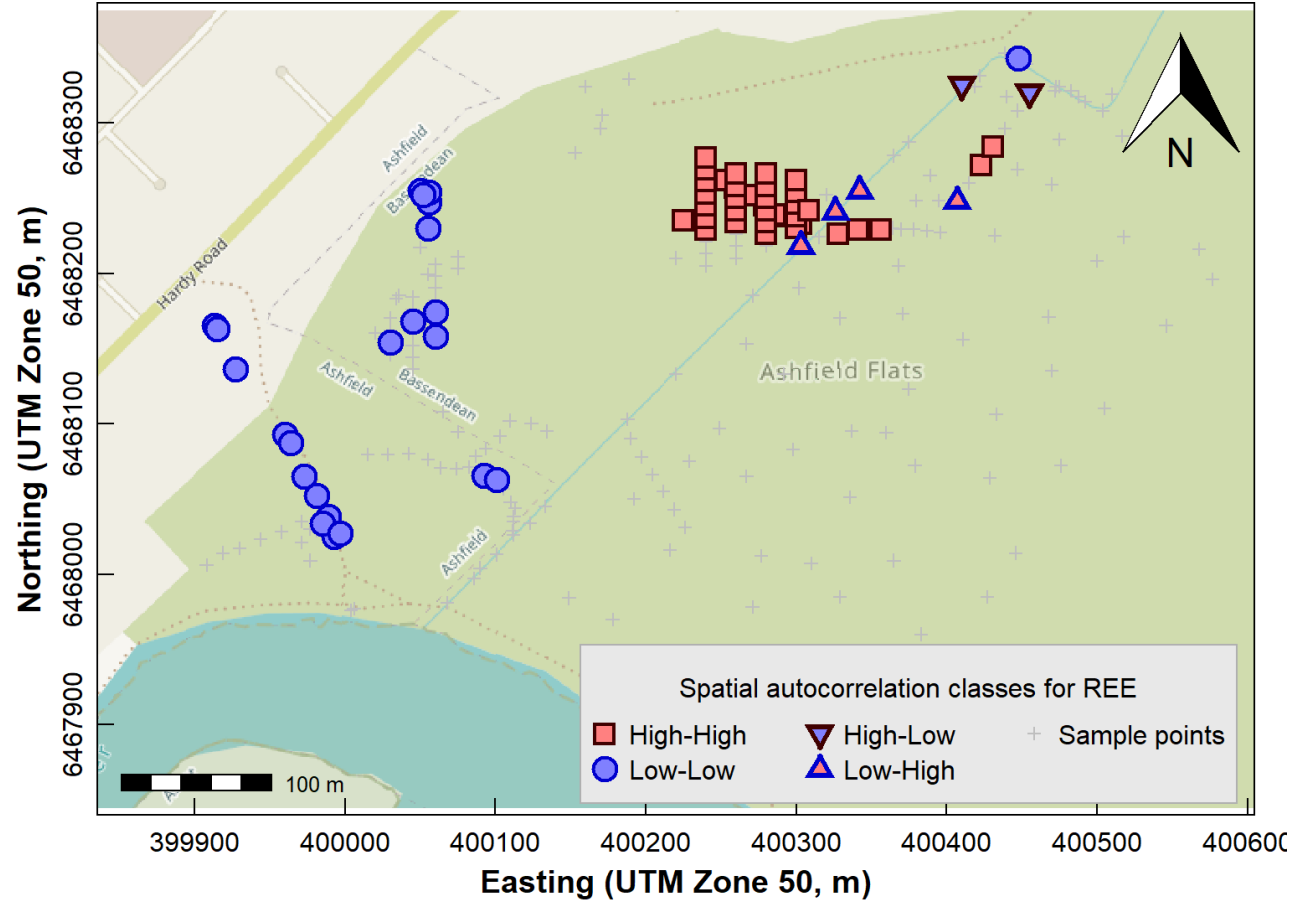 Northing (UTM Zone 50, m)
6468300
6468200
6468100
6468000
6467900
N
Ashfield
Bassendean
Hardy Road
Ashfield
Bassendean
Ashfield Flats
Ashfield
Spatial autocorrelation classes for REE
High-High
High-Low
Sample points
Low-Low
Low-High
100 m
399900
400000
400100
400200
400300
400400
400500
400600
Easting (UTM Zone 50, m)